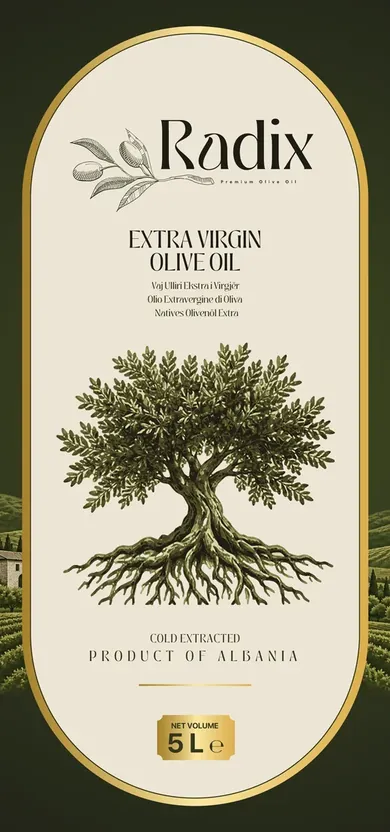 Radix
Premium Olive Oil
EXTRA VIRGIN
OLIVE OIL
Vaj Ulliri Ekstra i Virgjër
Olio Extravergine di Oliva
Natives Olivenöl Extra
COLD EXTRACTED
PRODUCT OF ALBANIA
NET VOLUME
5 L ℮